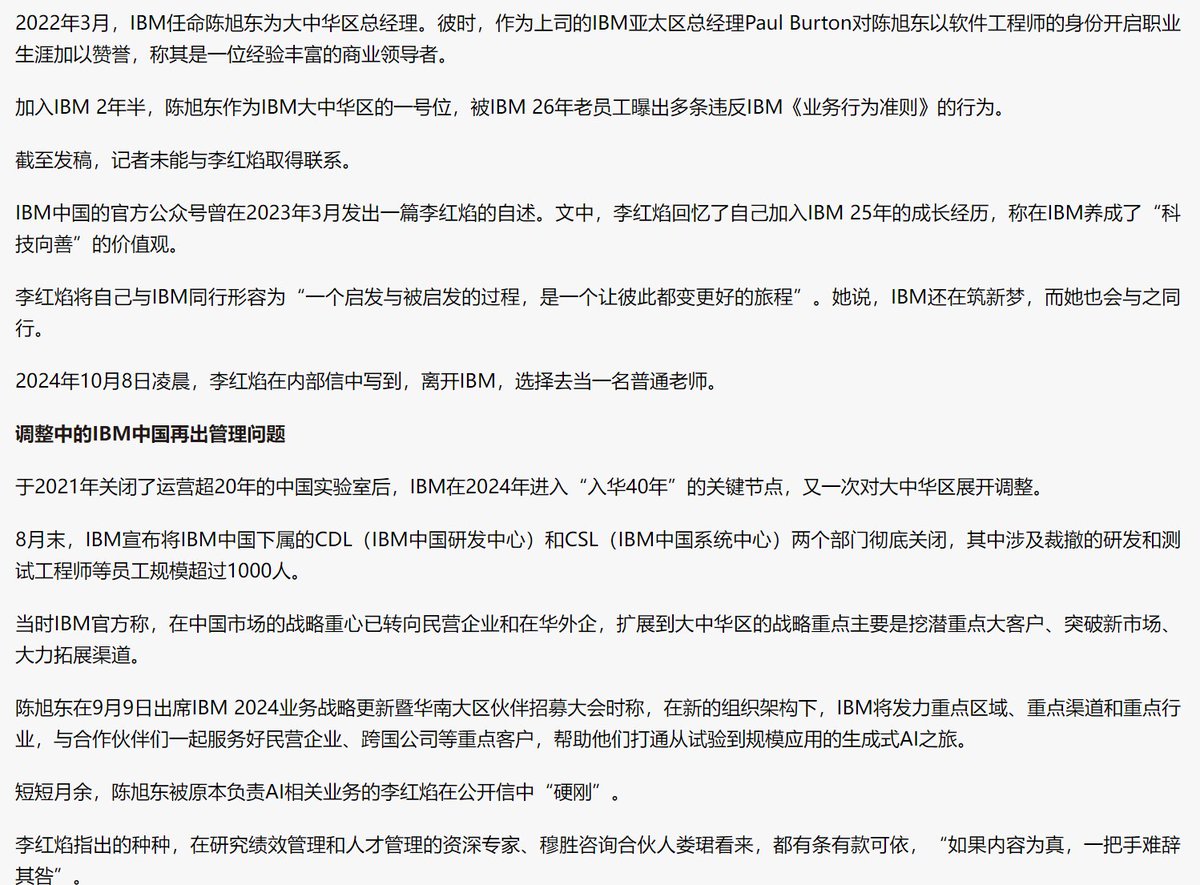 2022年3月，IBM任命陈旭东为大中华区总经理。彼时，作为上司的IBM亚太区总经理Paul Burton对陈旭东以软件工程师的身份开启职业
生涯加以赞誉，称其是一位经验丰富的商业领导者。
加入IBM 2年半，陈旭东作为IBM大中华区的一号位，被IBM 26年老员工曝出多条违反IBM《业务行为准则》的行为。
截至发稿，记者未能与李红焰取得联系。
IBM中国的官方公众号曾在2023年3月发出一篇李红焰的自述。文中，李红焰回忆了自己加入IBM 25年的成长经历，称在IBM养成了“科
技向善”的价值观。
李红焰将自己与IBM同行形容为“一个启发与被启发的过程，是一个让彼此都变更好的旅程”。她说，IBM还在筑新梦，而她也会与之同
行。
2024年10月8日凌晨，李红焰在内部信中写到，离开IBM，选择去当一名普通老师。
调整中的IBM中国再出管理问题
于2021年关闭了运营超20年的中国实验室后，IBM在2024年进入“入华40年”的关键节点，又一次对大中华区展开调整。
8月末，IBM宣布将IBM中国下属的CDL（IBM中国研发中心）和CSL（IBM中国系统中心）两个部门彻底关闭，其中涉及裁撤的研发和测
试工程师等员工规模超过1000人。
当时IBM官方称，在中国市场的战略重心已转向民营企业和在华外企，扩展到大中华区的战略重点主要是挖潜重点大客户、突破新市场、
大力拓展渠道。
陈旭东在9月9日出席IBM 2024业务战略更新暨华南大区伙伴招募大会时称，在新的组织架构下，IBM将发力重点区域、重点渠道和重点行
业，与合作伙伴们一起服务好民营企业、跨国公司等重点客户，帮助他们打通从试验到规模应用的生成式AI之旅。
短短月余，陈旭东被原本负责AI相关业务的李红焰在公开信中“硬刚”。
李红焰指出的种种，在研究绩效管理和人才管理的资深专家、穆胜咨询合伙人娄珺看来，都有条有款可依，“如果内容为真，一把手难辞
其咎”。